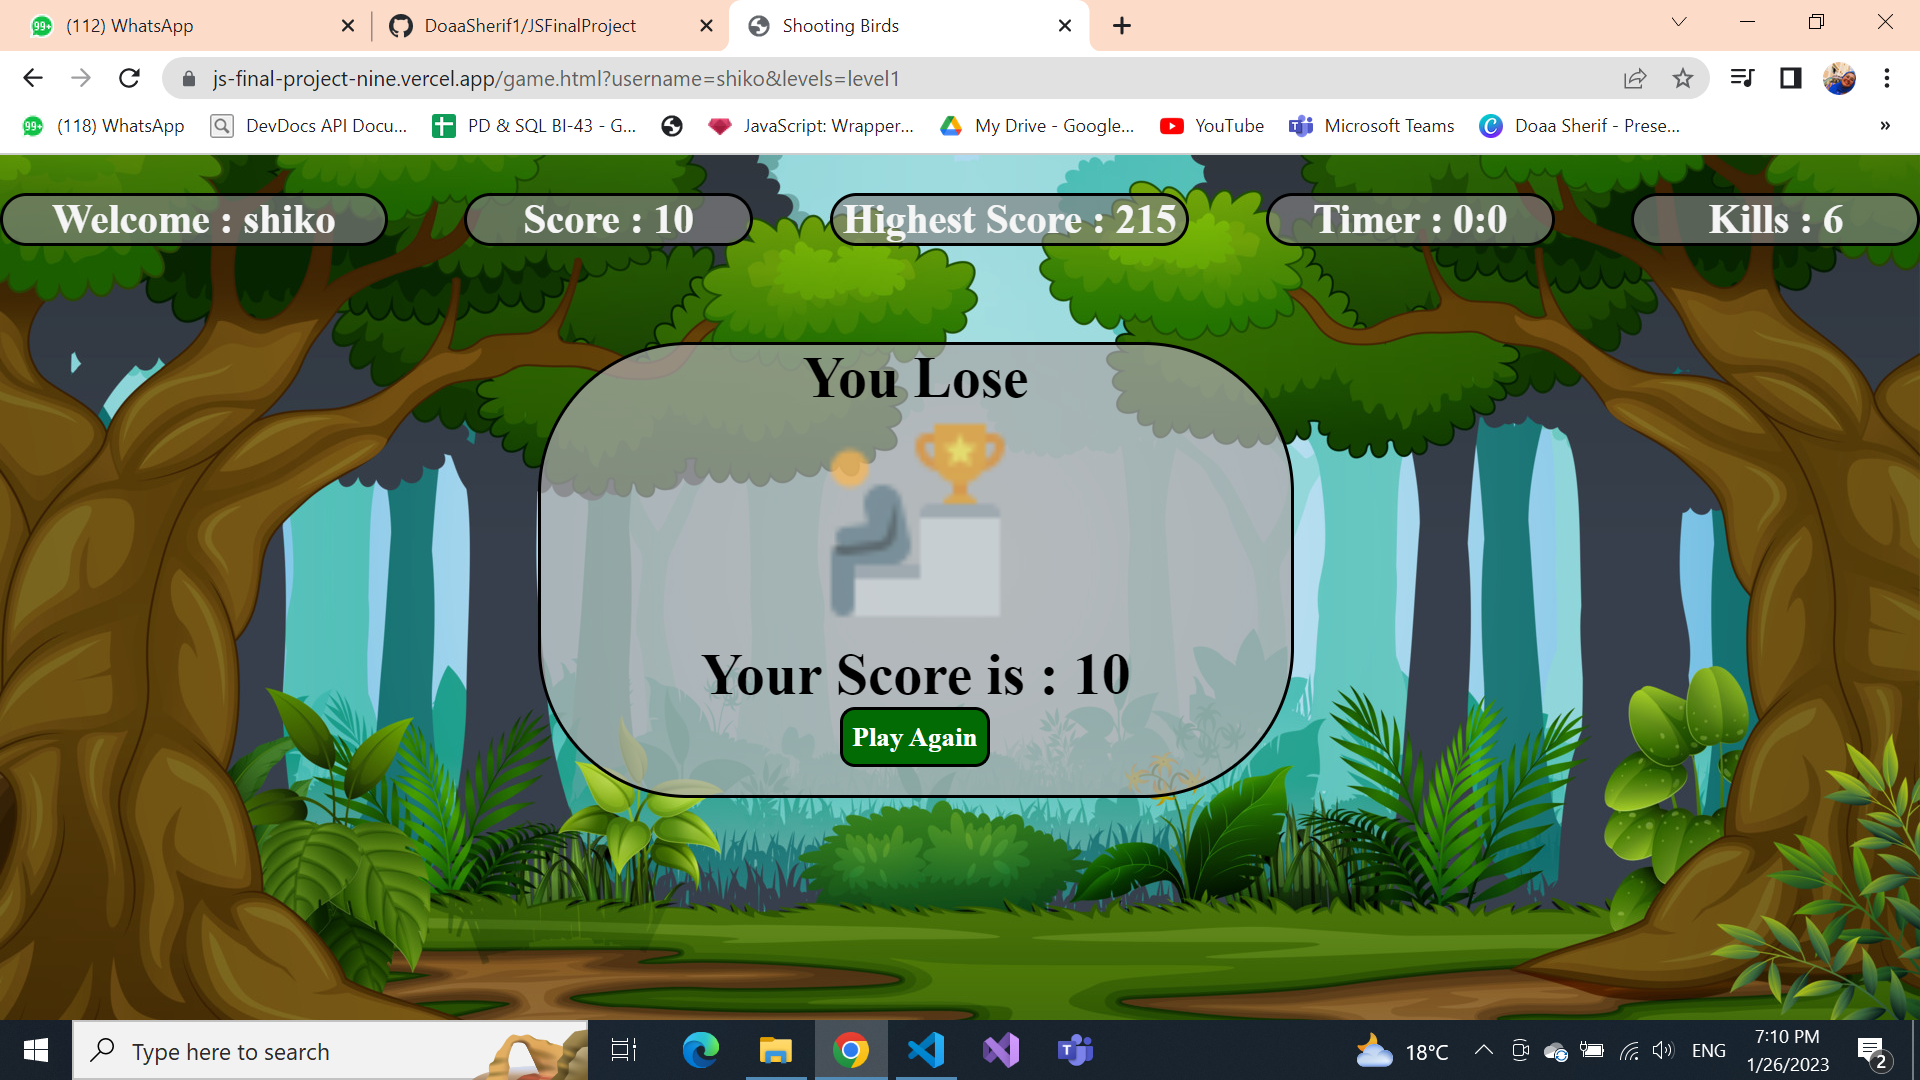 (112) WhatsApp
DoaaSherif1/JSFinalProject
Shooting Birds
js-final-project-nine.vercel.app/game.html?username=shiko&levels=level1
99+ (118) WhatsApp
DevDocs API Docu...
PD & SQL BI-43 - G...
JavaScript: Wrapper...
My Drive - Google...
YouTube
Microsoft Teams
Doaa Sherif - Prese...
»
Welcome : shiko
Score : 10
Highest Score : 215
Timer : 0:0
Kills : 6
You Lose
Your Score is : 10
Play Again
Type here to search
18°C
ENG
7:10 PM
1/26/2023
2